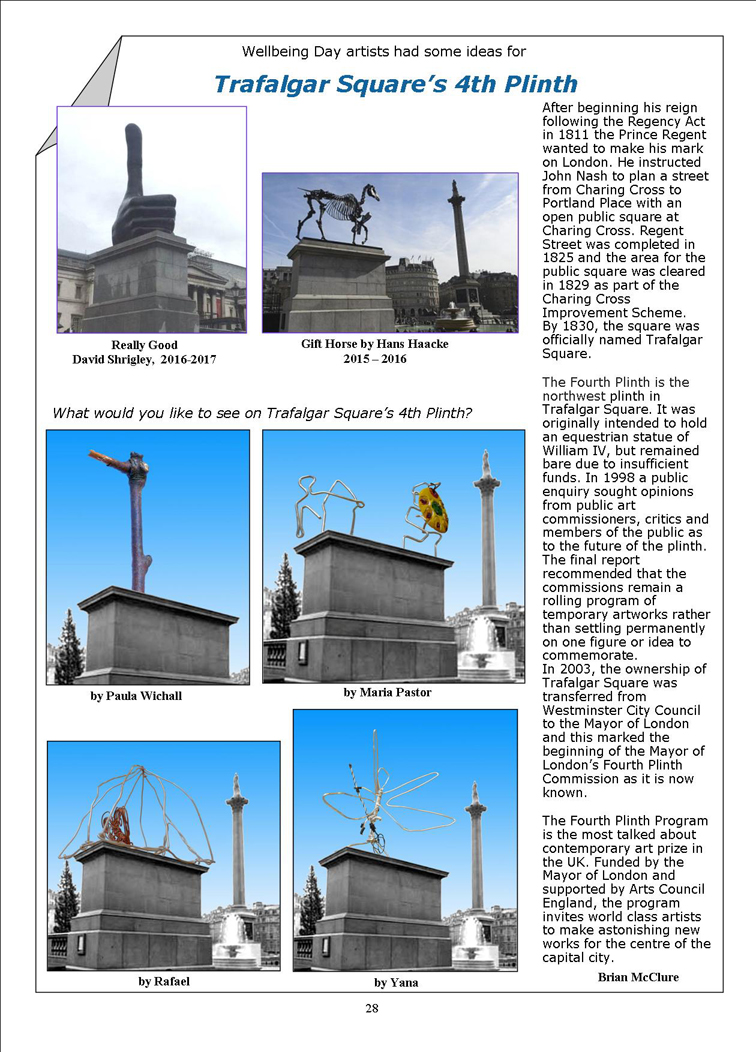 Wellbeing Day artists had some ideas for
Trafalgar Square's 4th Plinth
Really Good
David Shrigley, 2016-2017
Gift Horse by Hans Haacke
2015 – 2016
What would you like to see on Trafalgar Square's 4th Plinth?
by Paula Wichall
by Maria Pastor
by Rafael
by Yana
After beginning his reign
following the Regency Act
in 1811 the Prince Regent
wanted to make his mark
on London. He instructed
John Nash to plan a street
from Charing Cross to
Portland Place with an
open public square at
Charing Cross. Regent
Street was completed in
1825 and the area for the
public square was cleared
in 1829 as part of the
Charing Cross
Improvement Scheme.
By 1830, the square was
officially named Trafalgar
Square.
The Fourth Plinth is the
northwest plinth in
Trafalgar Square. It was
originally intended to hold
an equestrian statue of
William IV, but remained
bare due to insufficient
funds. In 1998 a public
enquiry sought opinions
from public art
commissioners, critics and
members of the public as
to the future of the plinth.
The final report
recommended that the
commissions remain a
rolling program of
temporary artworks rather
than settling permanently
on one figure or idea to
commemorate.
In 2003, the ownership of
Trafalgar Square was
transferred from
Westminster City Council
to the Mayor of London
and this marked the
beginning of the Mayor of
London's Fourth Plinth
Commission as it is now
known.
The Fourth Plinth Program
is the most talked about
contemporary art prize in
the UK. Funded by the
Mayor of London and
supported by Arts Council
England, the program
invites world class artists
to make astonishing new
works for the centre of the
capital city.
Brian McClure
28